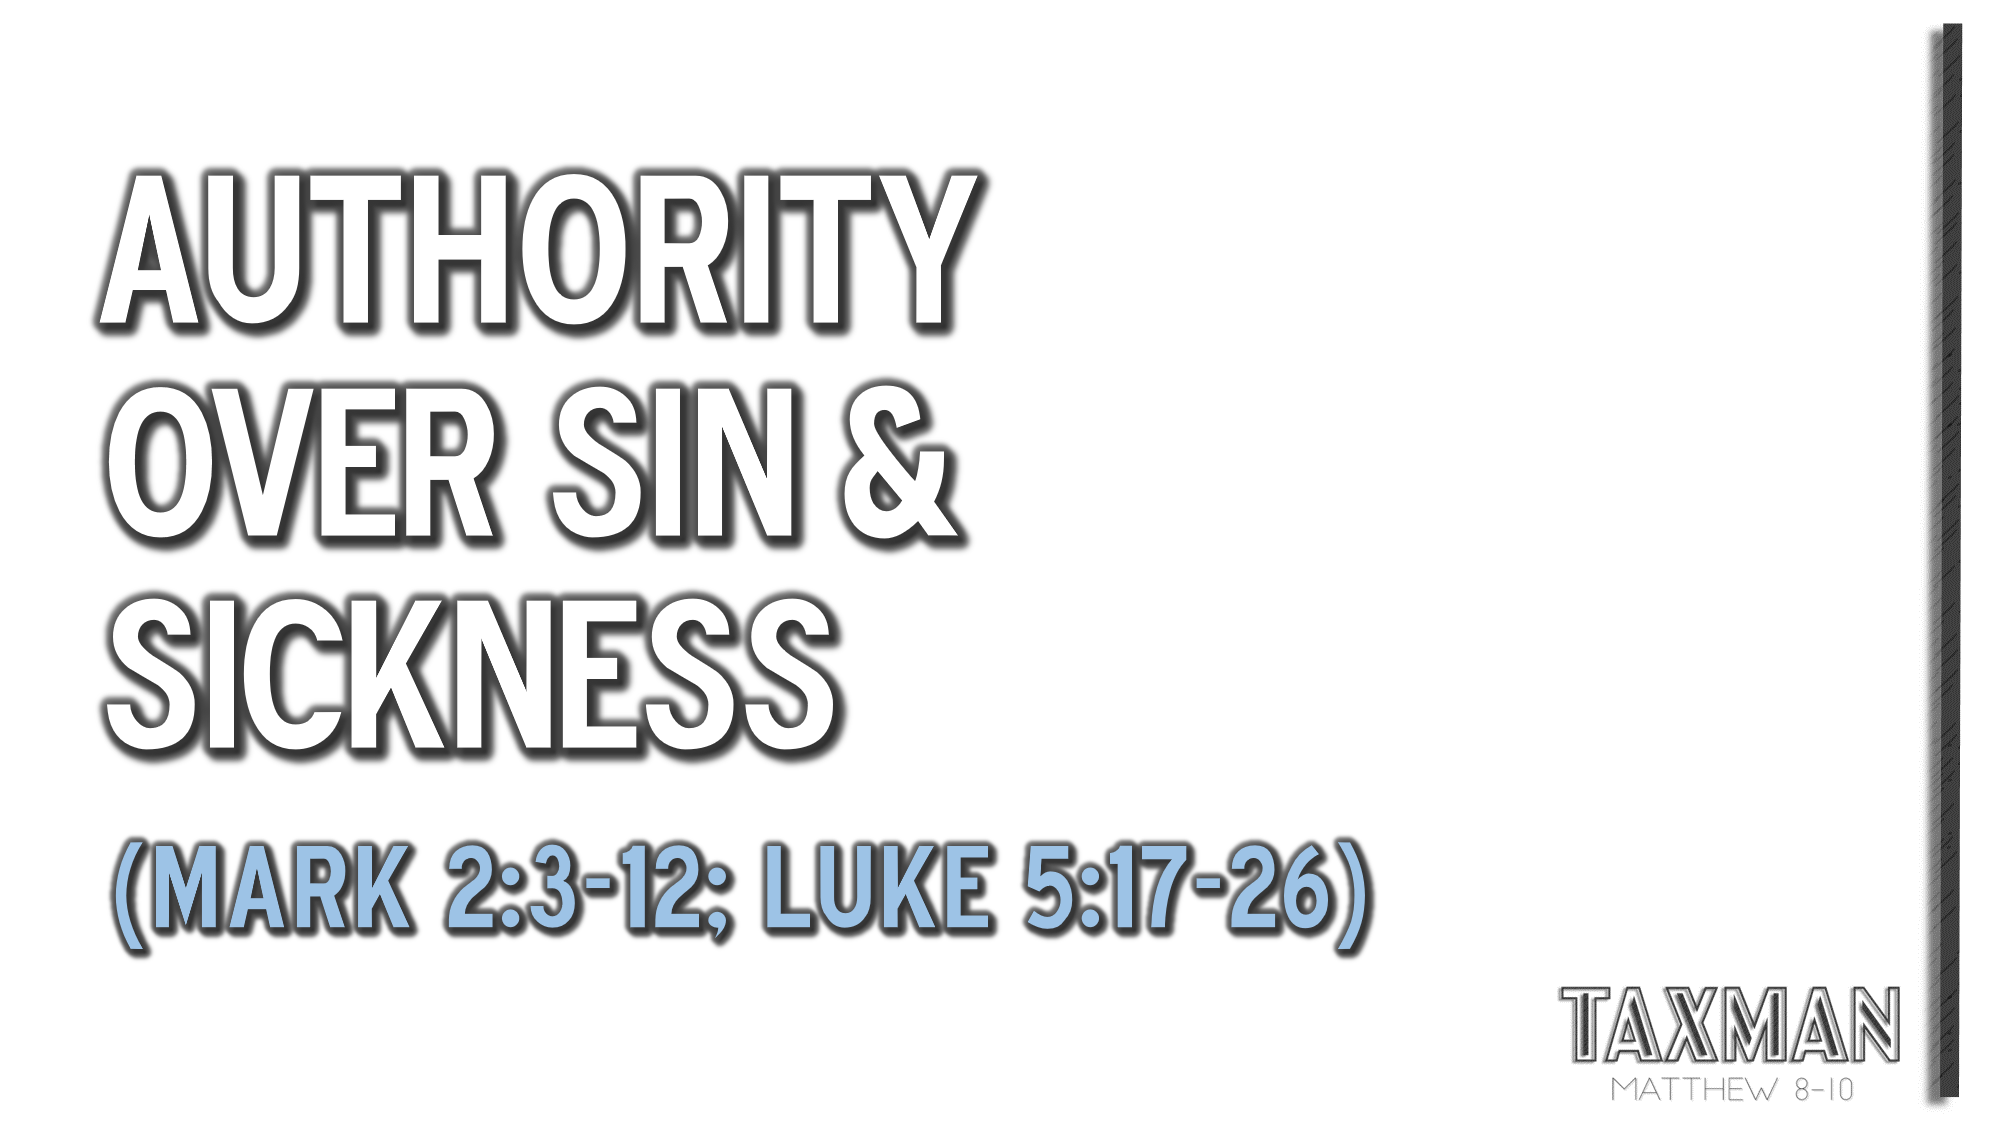 AUTHORITY
OVER SIN &
SICKNESS
(MARK 2:3-12; LUKE 5:17-26)
TAXMAN
MATTHEW 8-10